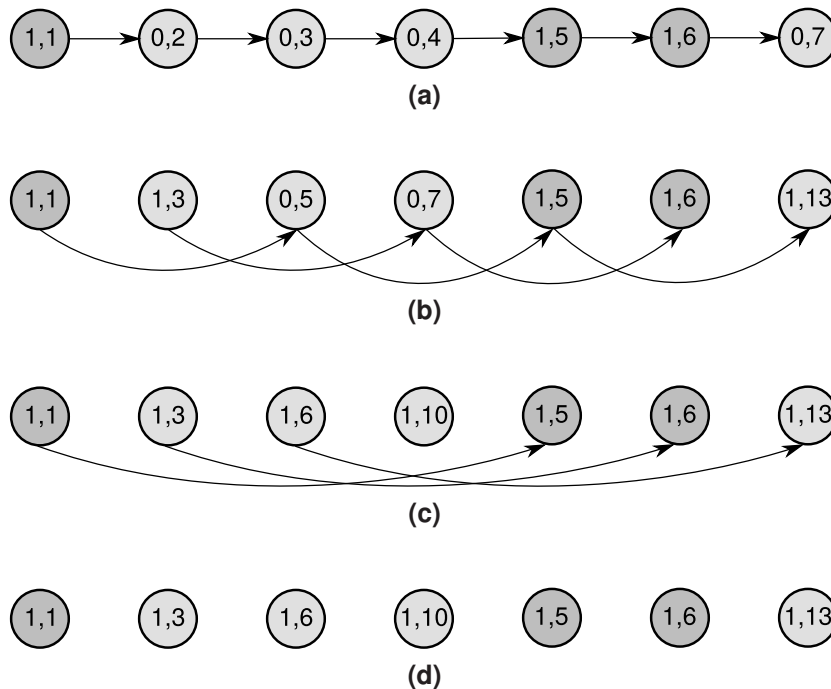 1,1 0,2 0,3 0,4 1,5 1,6 0,7
(a)
1,1 1,3 0,5 0,7 1,5 1,6 1,13
(b)
1,1 1,3 1,6 1,10 1,5 1,6 1,13
(c)
1,1 1,3 1,6 1,10 1,5 1,6 1,13
(d)